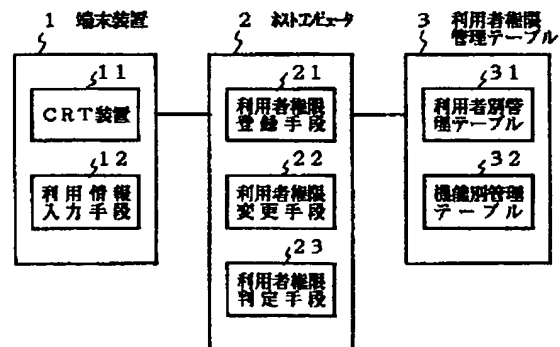 1 端末装置
11
CRT装置
12
利用情報
入力手段
2 ホストコンピュータ
21
利用者権限
登録手段
22
利用者権限
変更手段
23
利用者権限
判定手段
3 利用者権限
管理テーブル
31
利用者別管
理テーブル
32
機能別管理
テーブル